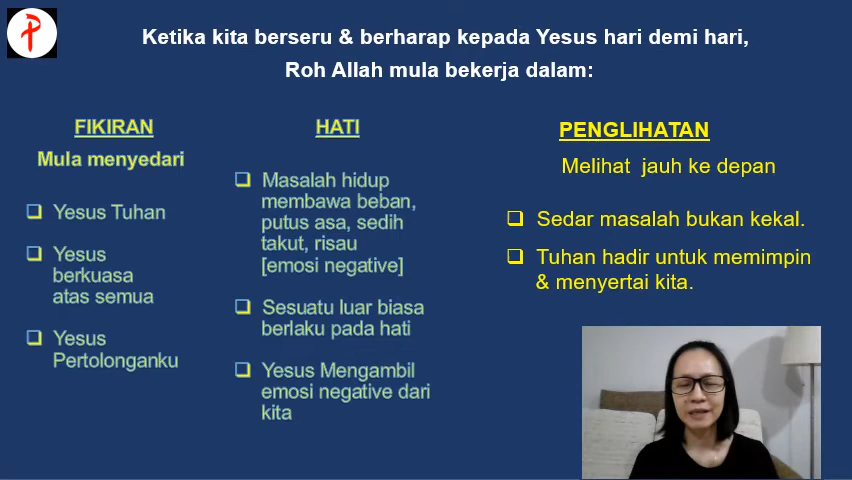 Ketika kita berseru & berharap kepada Yesus hari demi hari,
Roh Allah mula bekerja dalam:
FIKIRAN
Mula menyedari
Yesus Tuhan
Yesus
berkuasa
atas semua
Yesus
Pertolonganku
HATI
Masalah hidup
membawa beban,
putus asa, sedih
takut, risau
[emosi negative]
Sesuatu luar biasa
berlaku pada hati
Yesus Mengambil
emosi negative dari
kita
PENGLIHATAN
Melihat jauh ke depan
Sedar masalah bukan kekal.
Tuhan hadir untuk memimpin
& menyertai kita.